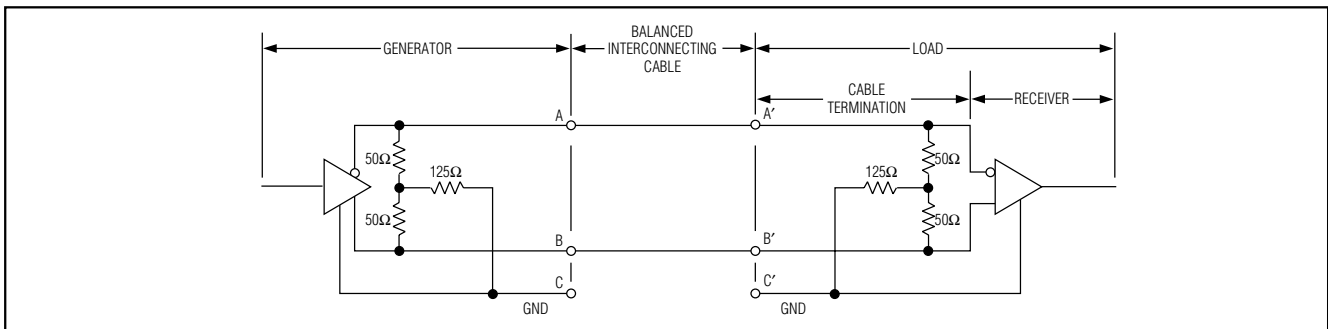 GENERATOR
BALANCED
INTERCONNECTING
CABLE
LOAD
CABLE
TERMINATION
RECEIVER
A
A′
50Ω
125Ω
50Ω
125Ω
50Ω
50Ω
B
B′
C
C′
GND
GND